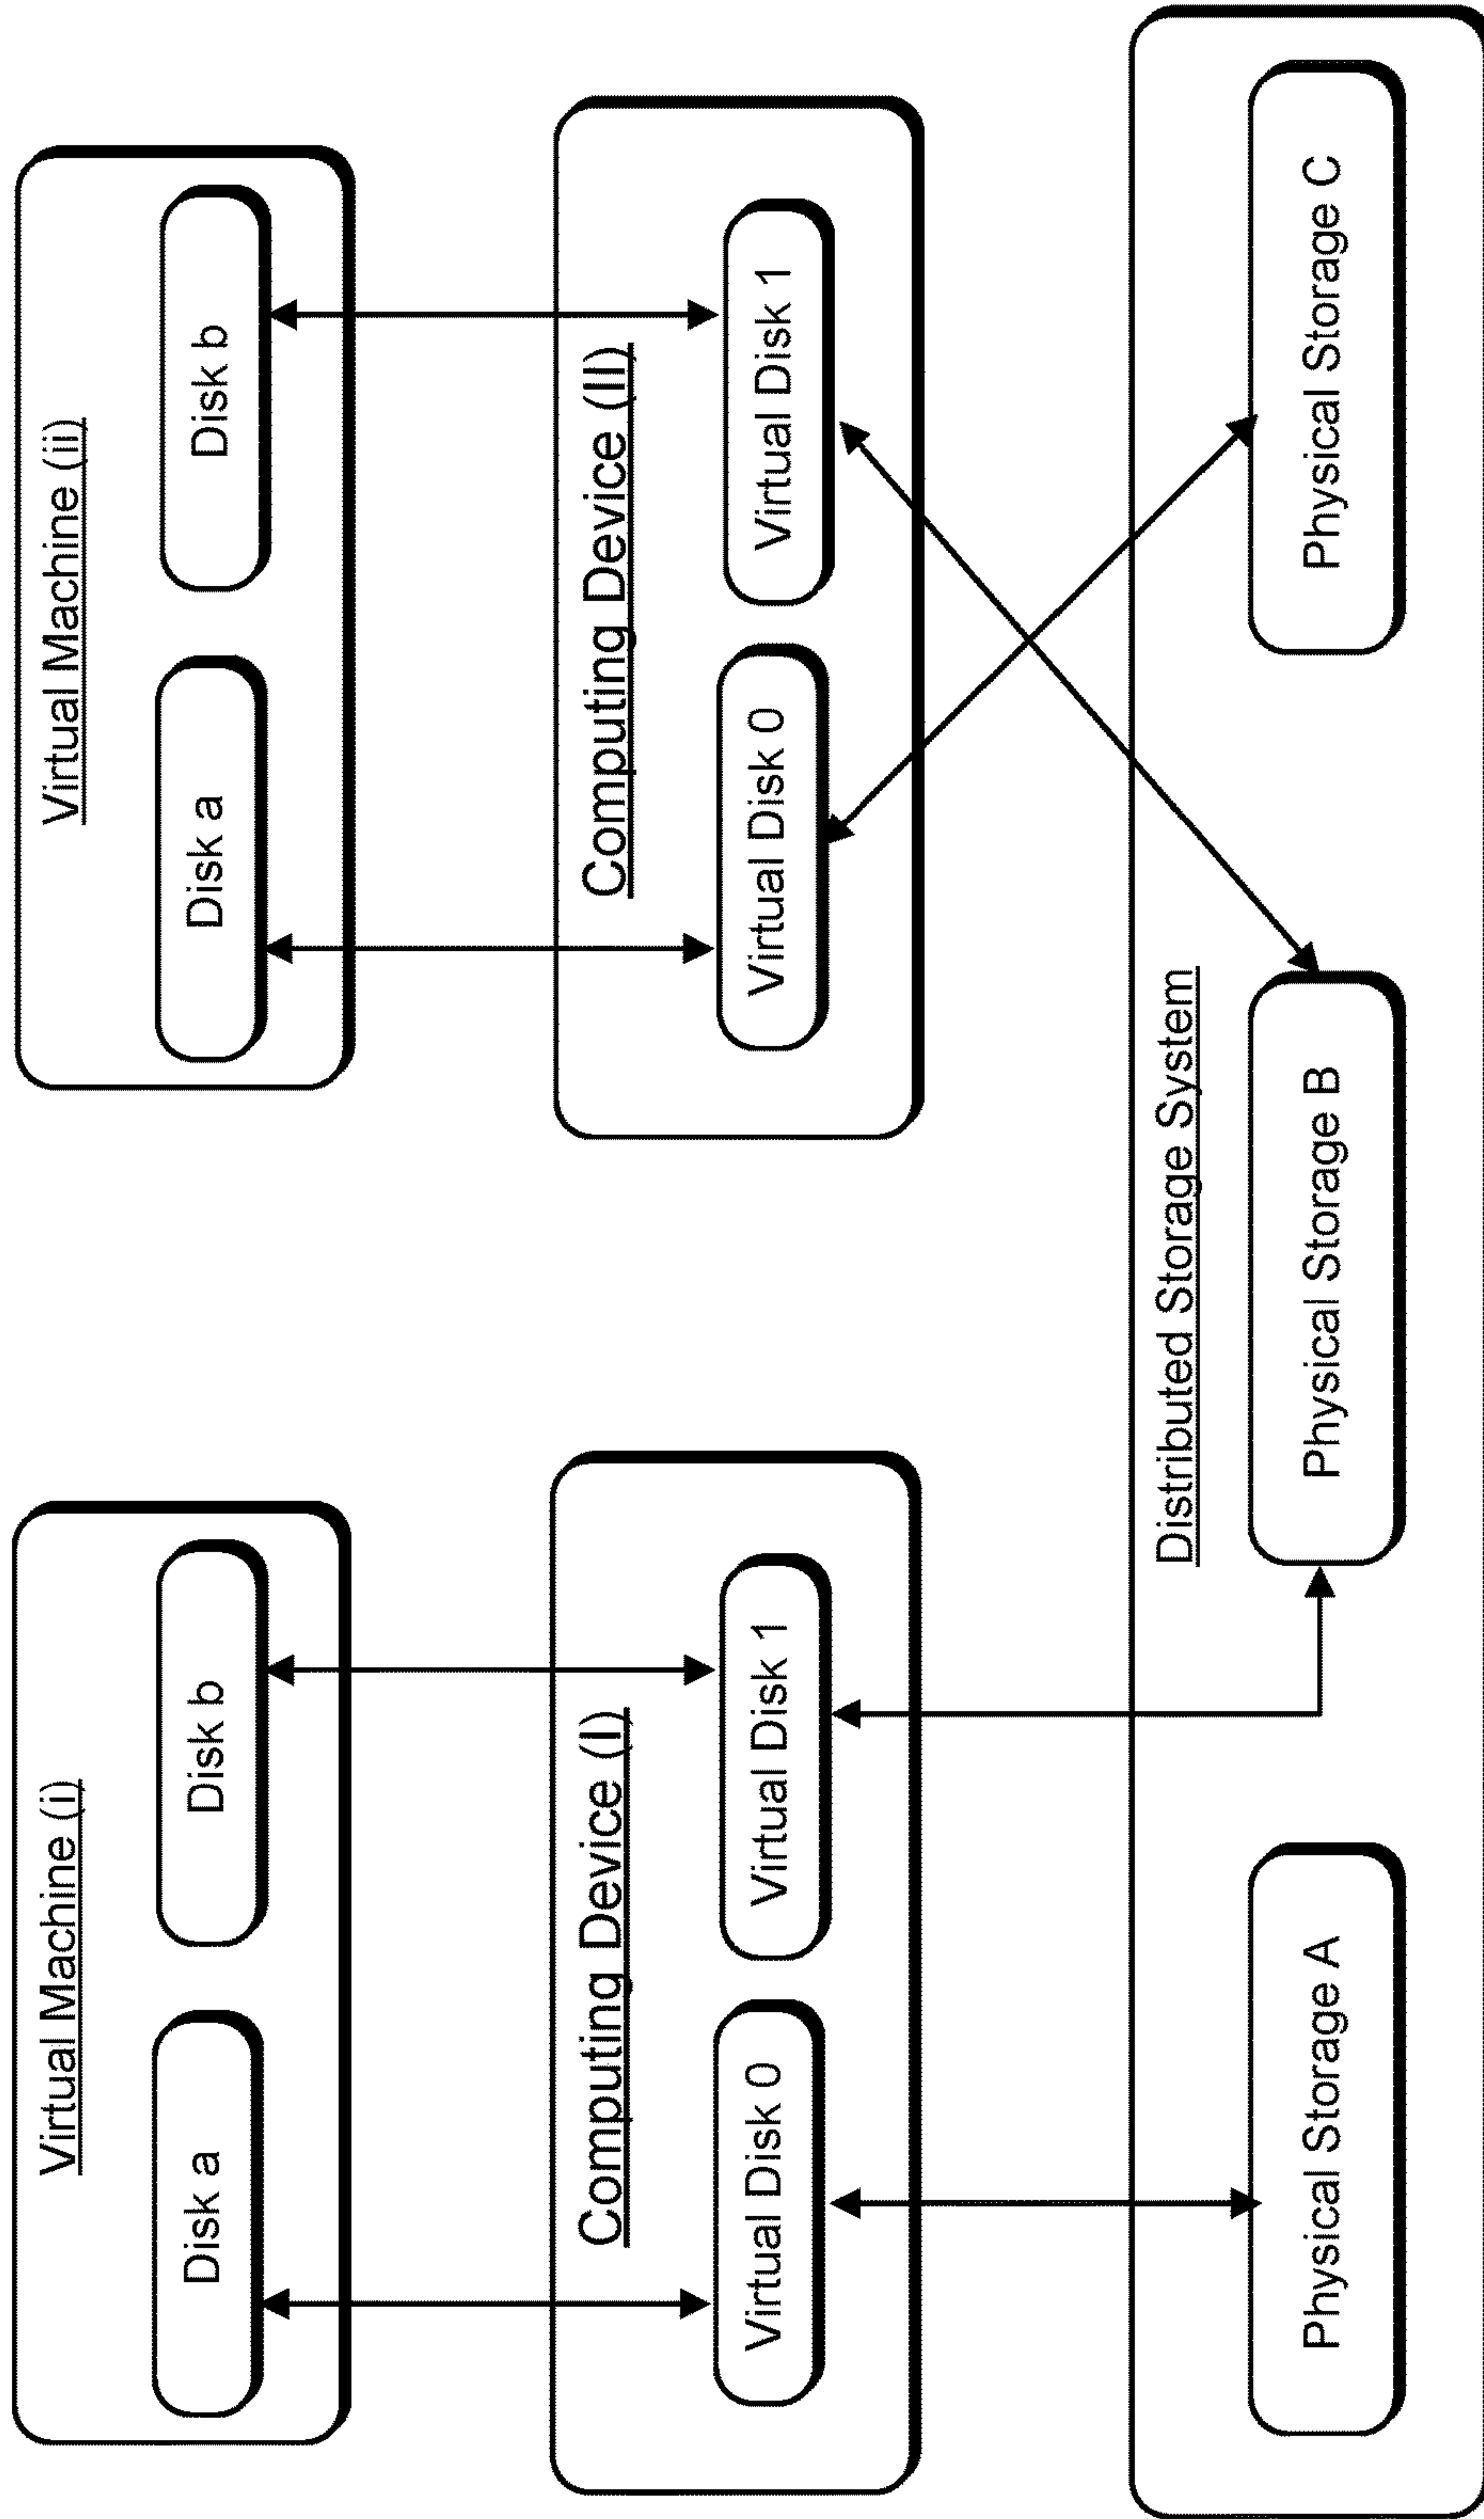 Virtual Machine (i)
Disk a
Disk b
Virtual Machine (ii)
Disk a
Disk b
Computing Device (I)
Virtual Disk 0
Virtual Disk 1
Computing Device (II)
Virtual Disk 0
Virtual Disk 1
Distributed Storage System
Physical Storage A
Physical Storage B
Physical Storage C